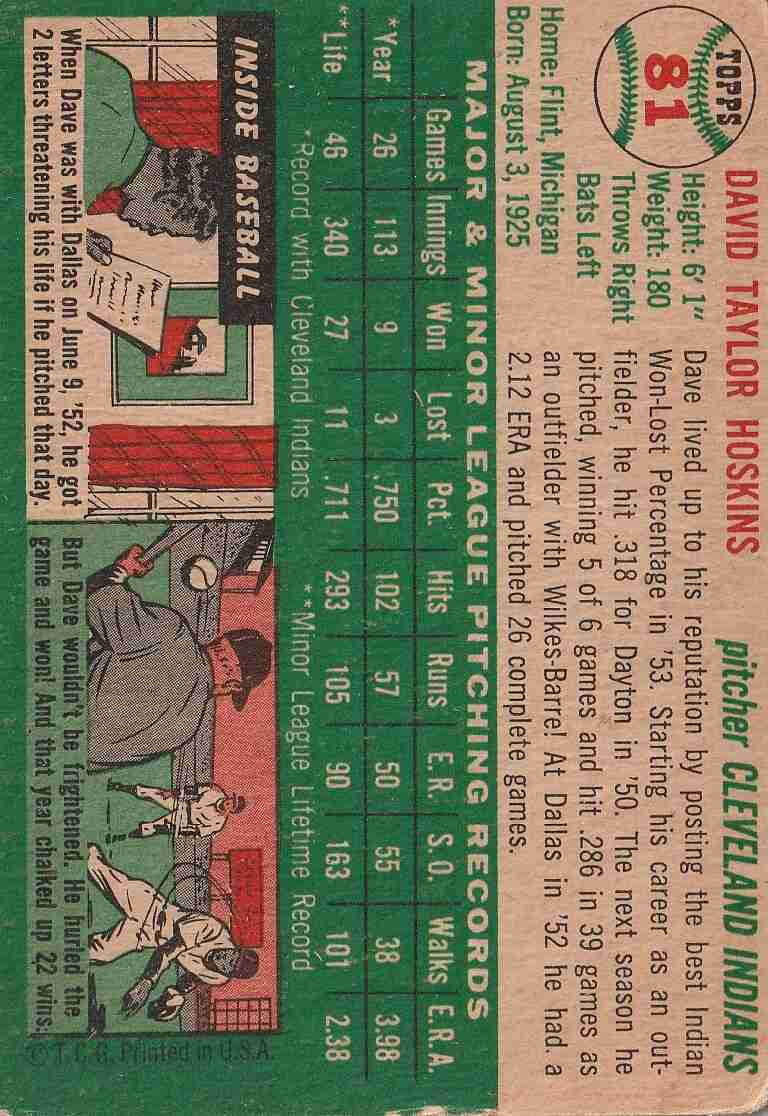 TOPPS
81
DAVID TAYLOR HOSKINS
pitcher CLEVELAND INDIANS
Height: 6' 1"
Weight: 180
Throws Right
Bats Left
Home: Flint, Michigan
Born: August 3, 1925
Dave lived up to his reputation by posting the best Indian
Won-Lost Percentage in '53. Starting his career as an out-
fielder, he hit .318 for Dayton in '50. The next season he
pitched, winning 5 of 6 games and hit .286 in 39 games as
an outfielder with Wilkes-Barre! At Dallas in '52 he had a
2.12 ERA and pitched 26 complete games.
MAJOR & MINOR LEAGUE PITCHING RECORDS
Games Innings Won Lost Pct. Hits Runs E.R. S.O. Walks E.R.A.
*Year 26 113 9 3 .750 102 57 50 55 38 3.98
**Life 46 340 27 11 .711 293 105 90 163 101 2.38
*Record with Cleveland Indians **Minor League Lifetime Record
INSIDE BASEBALL
When Dave was with Dallas on June 9, '52, he got
2 letters threatening his life if he pitched that day.
But Dave wouldn't be frightened. He hurled the
game and won! And that year chalked up 22 wins.
© T.C.G. Printed in U.S.A.